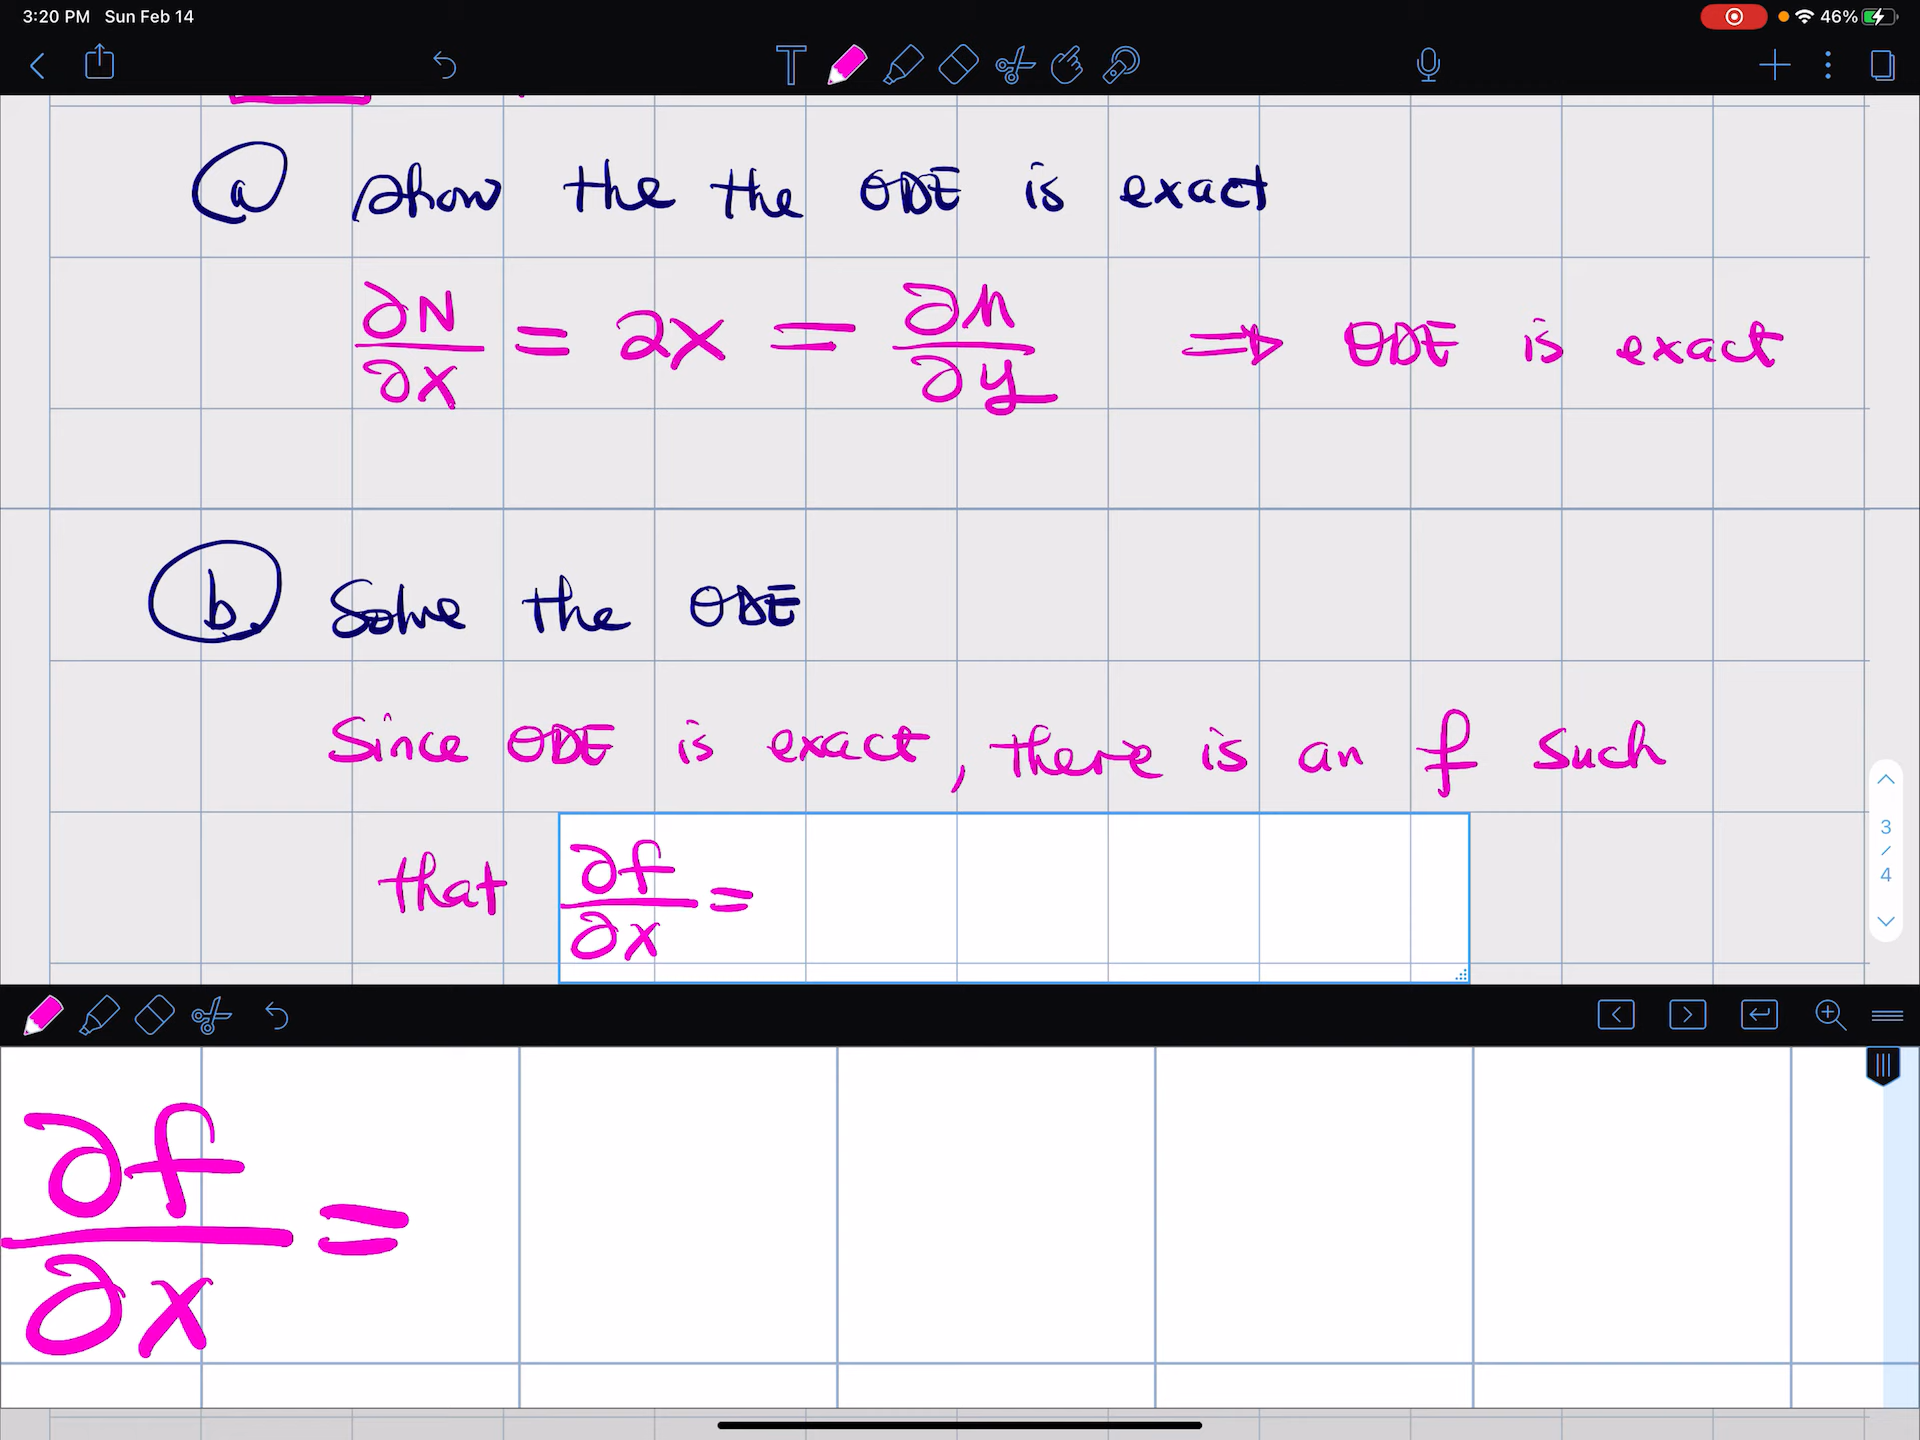 3:20 PM Sun Feb 14
46%
T
a show the the ODE is exact
∂N/∂x = 2x = ∂M/∂y ⇒ ODE is exact
b. Solve the ODE
Since ODE is exact, there is an f such
that ∂f/∂x =
3
/
4
∂f/∂x =